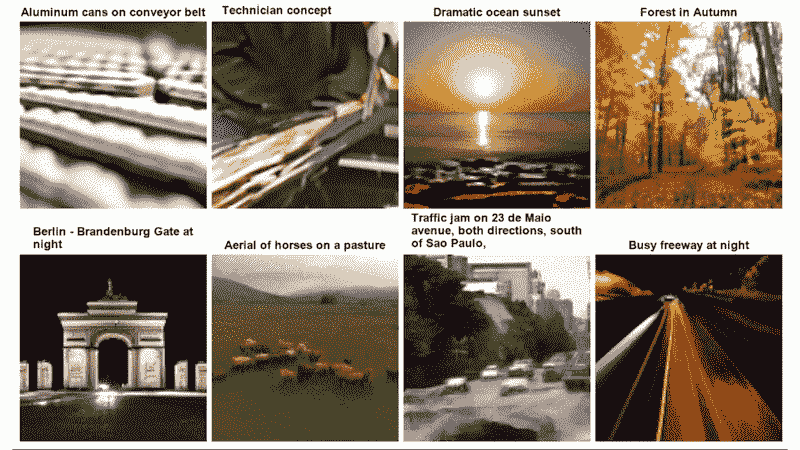 Aluminum cans on conveyor belt
Technician concept
Dramatic ocean sunset
Forest in Autumn
Berlin - Brandenburg Gate at
night
Aerial of horses on a pasture
Traffic jam on 23 de Maio
avenue, both directions, south
of Sao Paulo,
Busy freeway at night